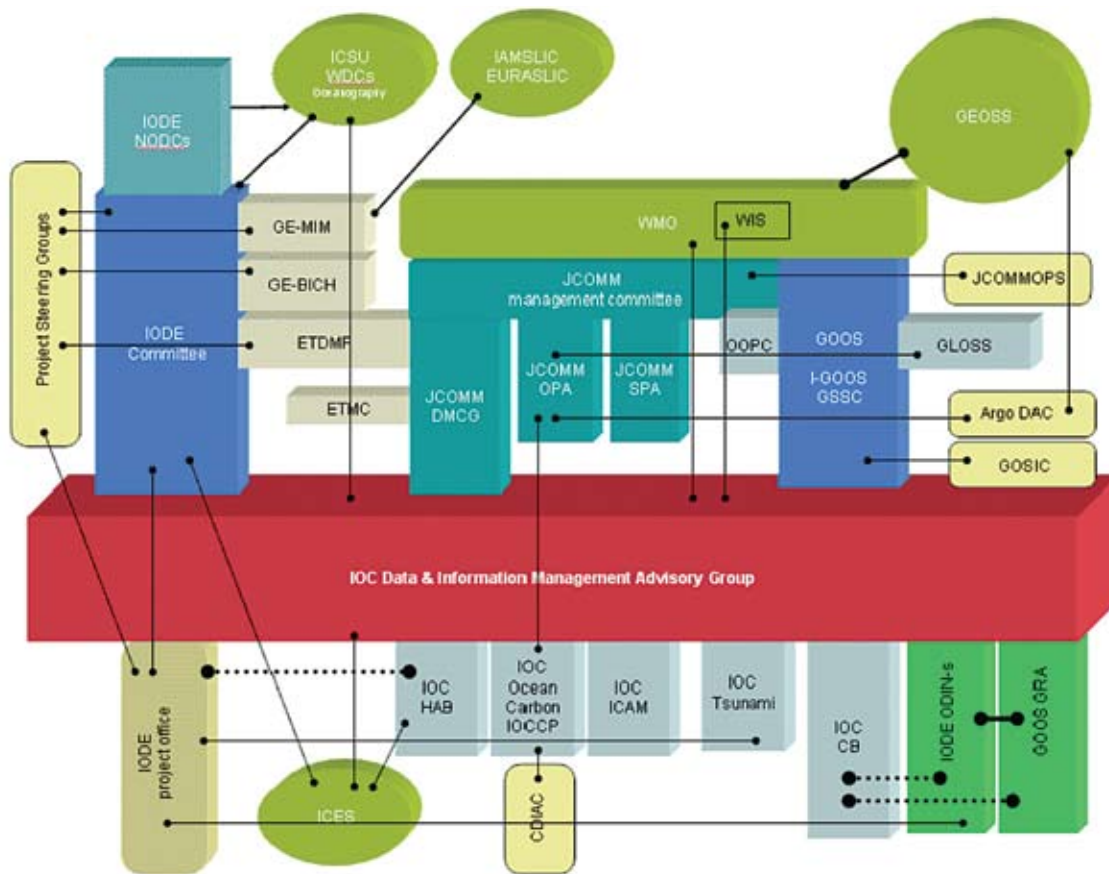 ICSU
WDCs
Oceanography
IAMSLIC
EURASLIC
GEOSS
IODE
NODCs
Project Steering Groups
GE-MIM
WMO
WIS
GE-BICH
JCOMM
management committee
JCOMMOPS
IODE
Committee
ETDMP
OOPC
GOOS
I-GOOS
GSSC
GLOSS
JCOMM
DMCG
JCOMM
OPA
JCOMM
SPA
ETMC
Argo DAC
GOSIC
IOC Data & Information Management Advisory Group
IODE
project office
IOC
HAB
IOC
Ocean
Carbon
IOCCP
IOC
ICAM
IOC
Tsunami
IOC
CB
IODE ODIN-s
GOOS GRA
ICES
CDIAC